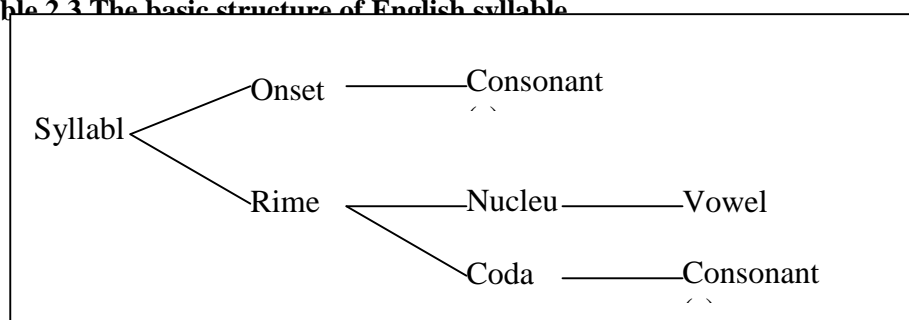 ble 2.3 The basic structure of English syllable
Onset Consonant
Syllabl
Rime Nucleu Vowel
Coda Consonant